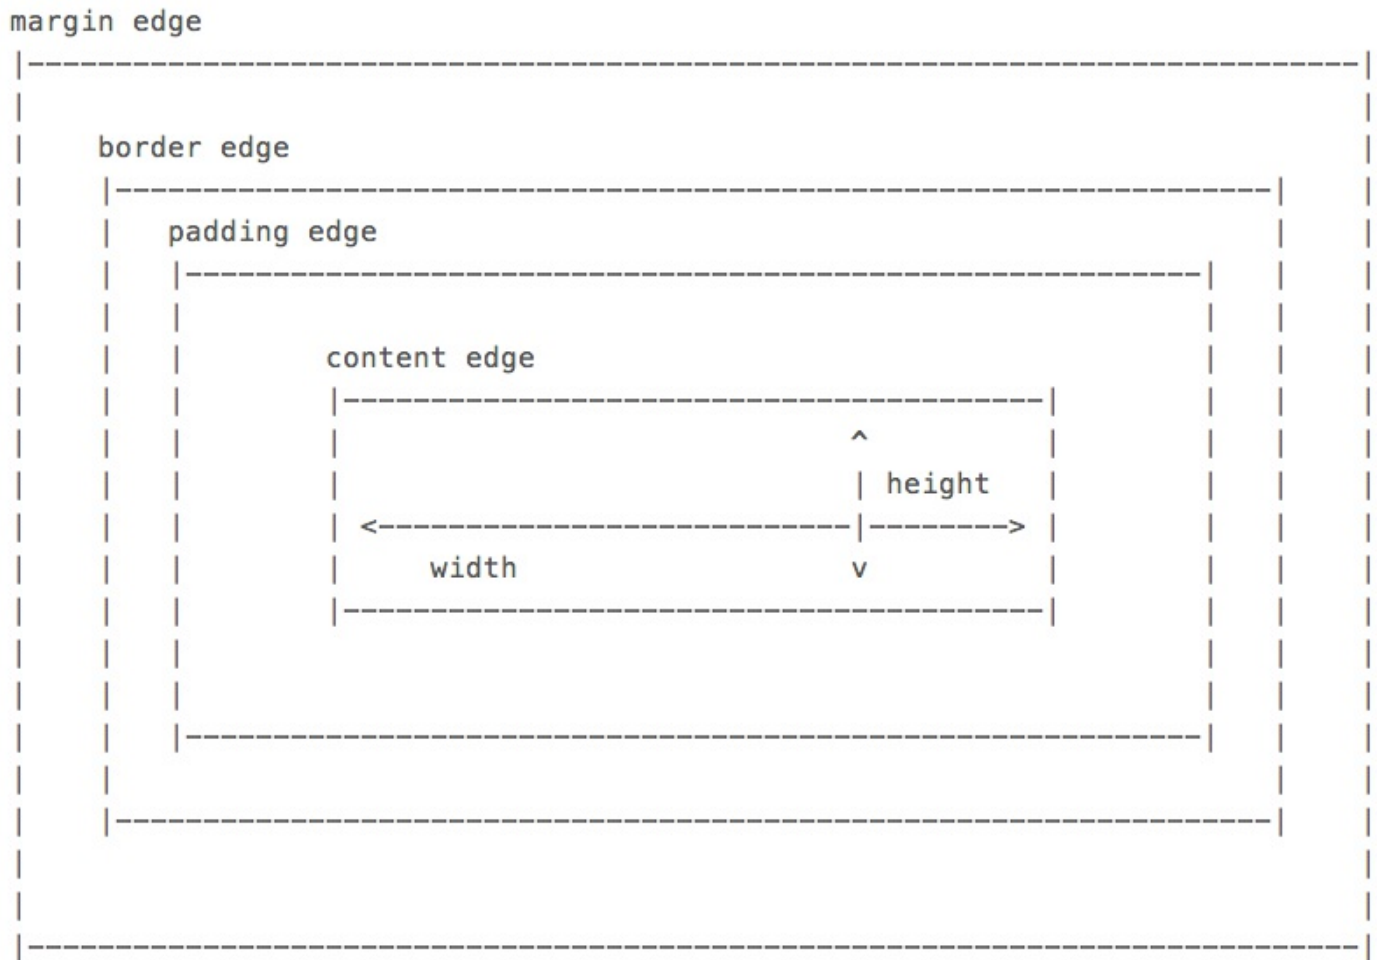 margin edge
border edge
padding edge
content edge
^
| height
<---------------------------|-------->
width v